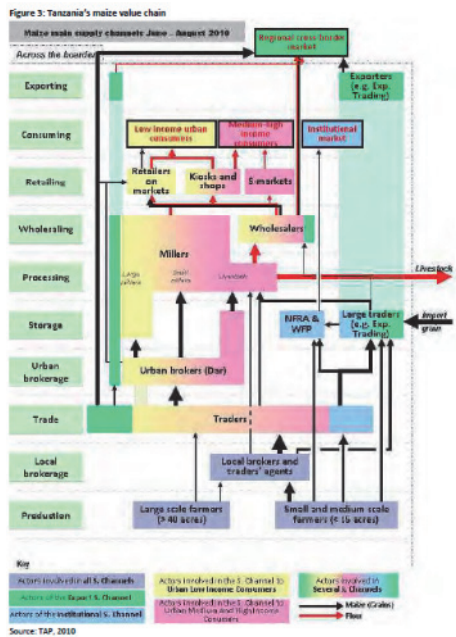 Figure 3: Tanzania's maize value chain
Maize main supply channels June - August 2010
Across the boarder
Regional cross border
market
Exporting
Exporters
(e.g. Exp.
Trading)
Consuming
Low income urban
consumers
Medium-high
income
consumers
Institutional
market
Retailing
Retailers
on
markets
Kiosks and
shops
S-markets
Wholesaling
Wholesalers
Millers
Large
millers
Small
millers
Livestock
Processing
Livestock
Storage
NFRA &
WFP
Large traders
(e.g. Exp.
Trading)
Import
grain
Urban
brokerage
Urban brokers (Dar)
Trade
Traders
Local
brokerage
Local brokers and
traders' agents
Production
Large scale farmers
(> 40 acres)
Small and medium scale
farmers (< 16 acres)
Key
Actors involved in all S. Channels
Actors of the Export S. Channel
Actors of the Institutional S. Channel
Actors involved in the S. Channel to
Urban Low Income Consumers
Actors involved in the S. Channel to
Urban Medium And High Income
Consumers
Actors involved in
Several S. Channels
Maize (Grains)
Flour
Source: TAP, 2010